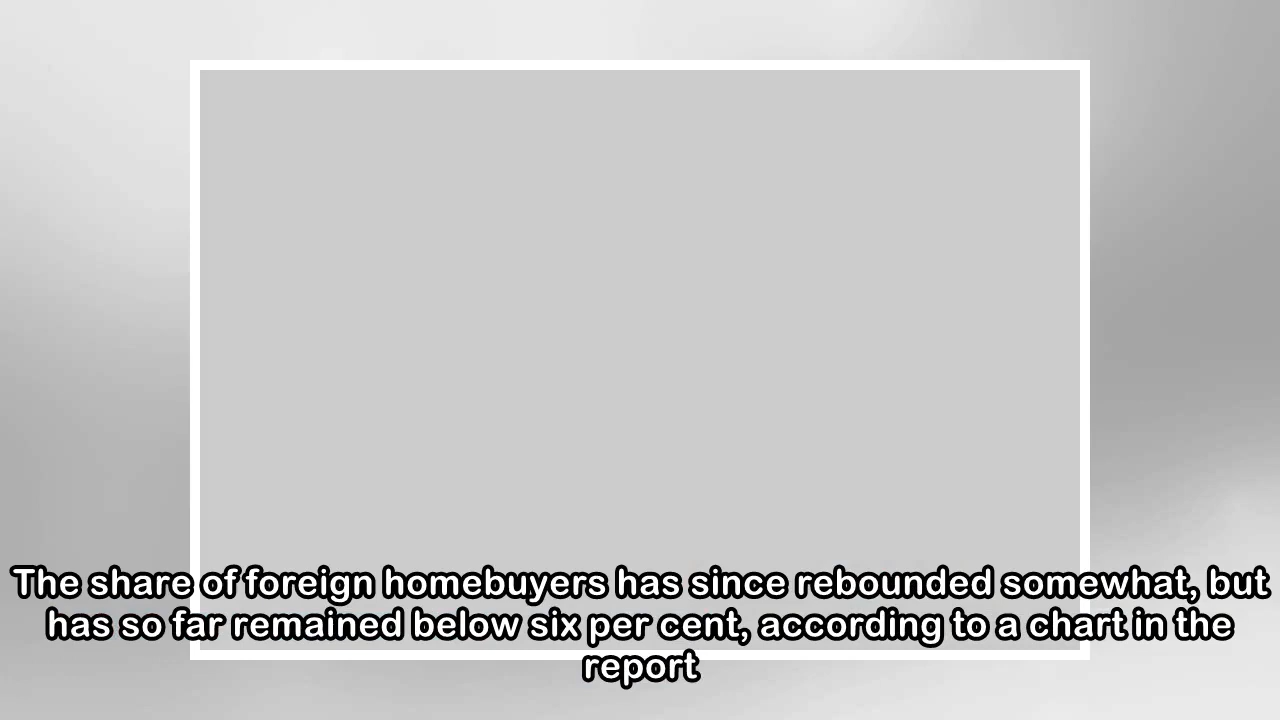 The share of foreign homebuyers has since rebounded somewhat, but
has so far remained below six per cent, according to a chart in the
report